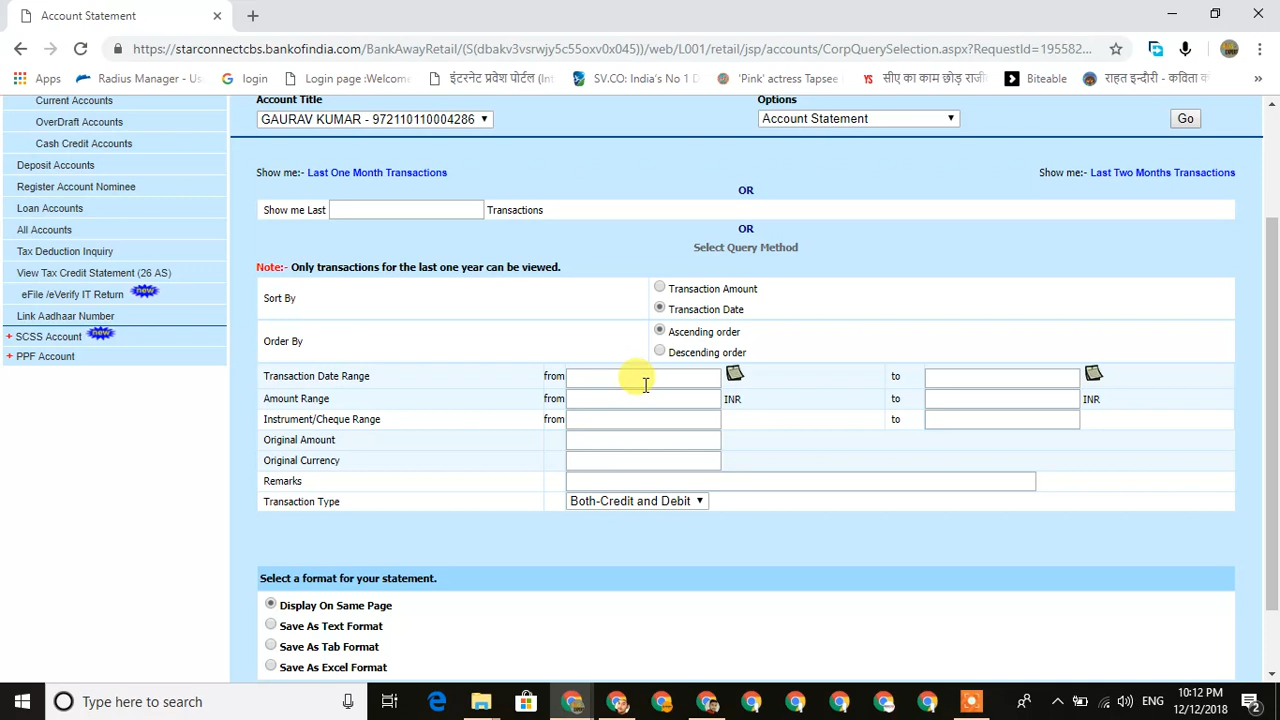 Account Statement
https://starconnectcbs.bankofindia.com/BankAwayRetail/(S(dbakv3vsrwjy5c55oxv0x045))/web/L001/retail/jsp/accounts/CorpQuerySelection.aspx?RequestId=195582...
Apps Radius Manager - Us login Login page :Welcome इंटरनेट प्रवेश पोर्टल (Int SV.CO: India's No 1 D 'Pink' actress Tapsee सीए का काम छोड़ राजी Biteable राहत इन्दौरी - कविता व »
Current Accounts
OverDraft Accounts
Cash Credit Accounts
Deposit Accounts
Register Account Nominee
Loan Accounts
All Accounts
Tax Deduction Inquiry
View Tax Credit Statement (26 AS)
eFile /eVerify IT Return new
Link Aadhaar Number
+ SCSS Account new
+ PPF Account
Account Title Options
GAURAV KUMAR - 972110110004286 Account Statement Go
Show me:- Last One Month Transactions Show me:- Last Two Months Transactions
OR
Show me Last Transactions
OR
Select Query Method
Note:- Only transactions for the last one year can be viewed.
Sort By Transaction Amount
Transaction Date
Order By Ascending order
Descending order
Transaction Date Range from to
Amount Range from INR to INR
Instrument/Cheque Range from to
Original Amount
Original Currency
Remarks
Transaction Type Both-Credit and Debit
Select a format for your statement.
Display On Same Page
Save As Text Format
Save As Tab Format
Save As Excel Format
Type here to search ENG 10:12 PM
12/12/2018 2